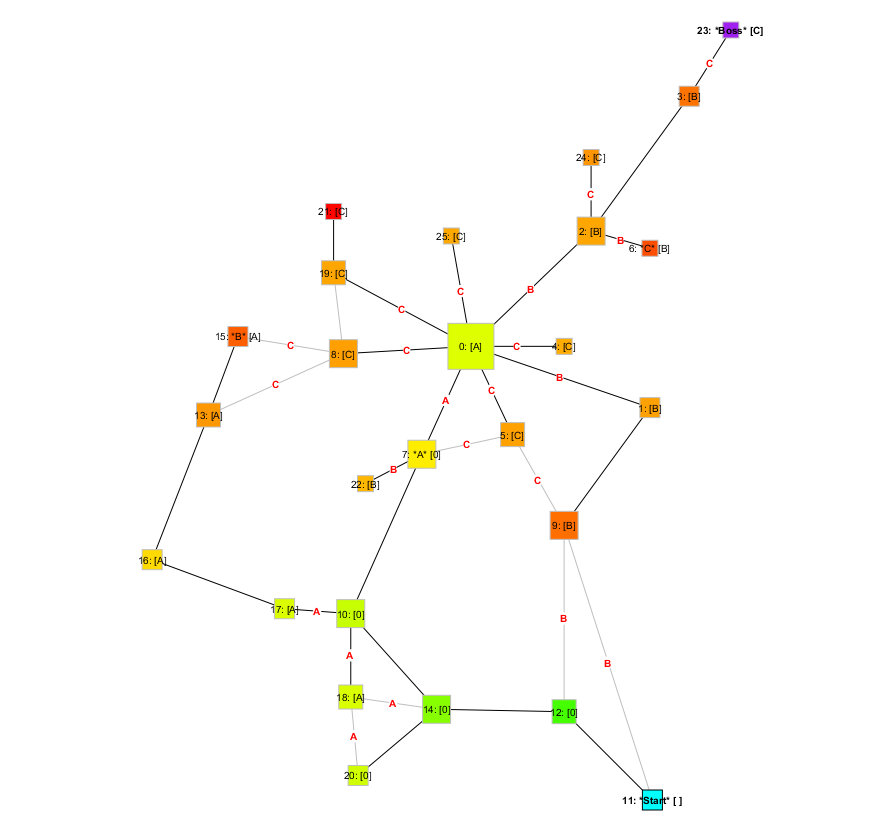 23: *Boss* [C]
C
3: [B]
24: [C]
C
21: [C]
25: [C]
2: [B]
B
6: *C* [B]
19: [C]
C
B
C
15: *B* [A]
C
8: [C]
C
0: [A]
C
4: [C]
B
C
A
C
1: [B]
13: [A]
5: [C]
C
7: *A* [0]
B
22: [B]
C
9: [B]
16: [A]
17: [A]
A
10: [0]
B
A
B
18: [A]
A
14: [0]
12: [0]
A
20: [0]
11: *Start* [ ]